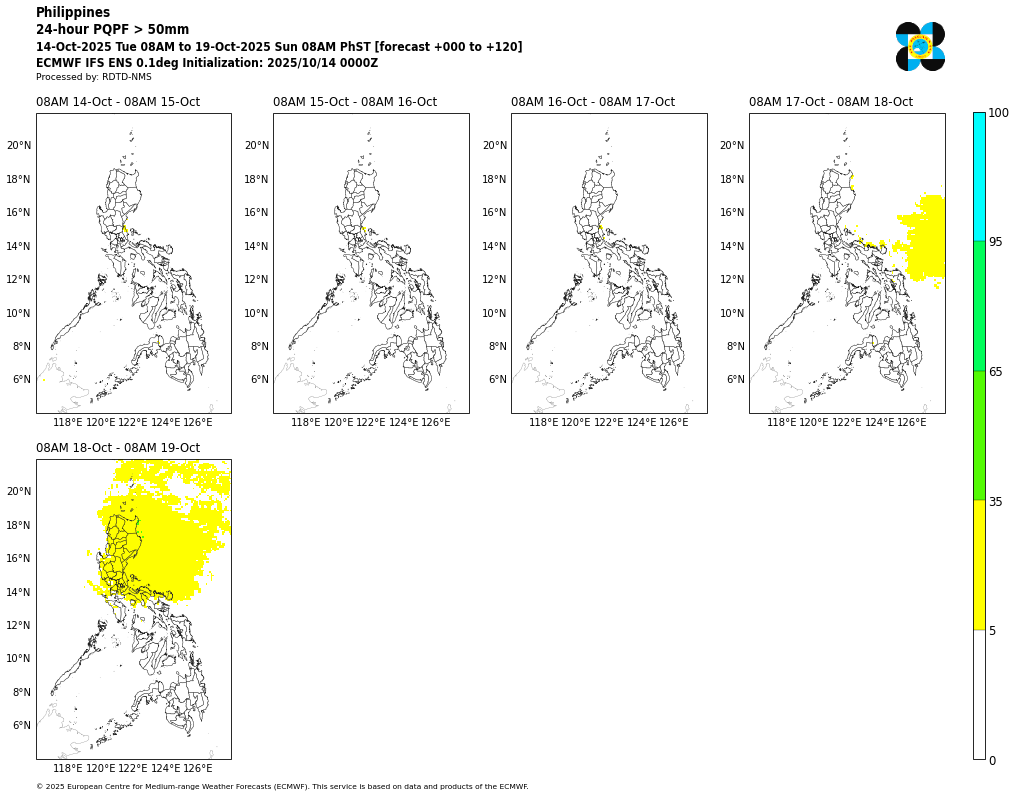 Philippines
24-hour PQPF > 50mm
14-Oct-2025 Tue 08AM to 19-Oct-2025 Sun 08AM PhST [forecast +000 to +120]
ECMWF IFS ENS 0.1deg Initialization: 2025/10/14 0000Z
Processed by: RDTD-NMS
08AM 14-Oct - 08AM 15-Oct
08AM 15-Oct - 08AM 16-Oct
08AM 16-Oct - 08AM 17-Oct
08AM 17-Oct - 08AM 18-Oct
20°N 20°N 20°N 20°N
18°N 18°N 18°N 18°N
16°N 16°N 16°N 16°N
14°N 14°N 14°N 14°N
12°N 12°N 12°N 12°N
10°N 10°N 10°N 10°N
8°N 8°N 8°N 8°N
6°N 6°N 6°N 6°N
118°E 120°E 122°E 124°E 126°E
118°E 120°E 122°E 124°E 126°E
118°E 120°E 122°E 124°E 126°E
118°E 120°E 122°E 124°E 126°E
08AM 18-Oct - 08AM 19-Oct
20°N
18°N
16°N
14°N
12°N
10°N
8°N
6°N
118°E 120°E 122°E 124°E 126°E
100
95
65
35
5
0
© 2025 European Centre for Medium-range Weather Forecasts (ECMWF). This service is based on data and products of the ECMWF.